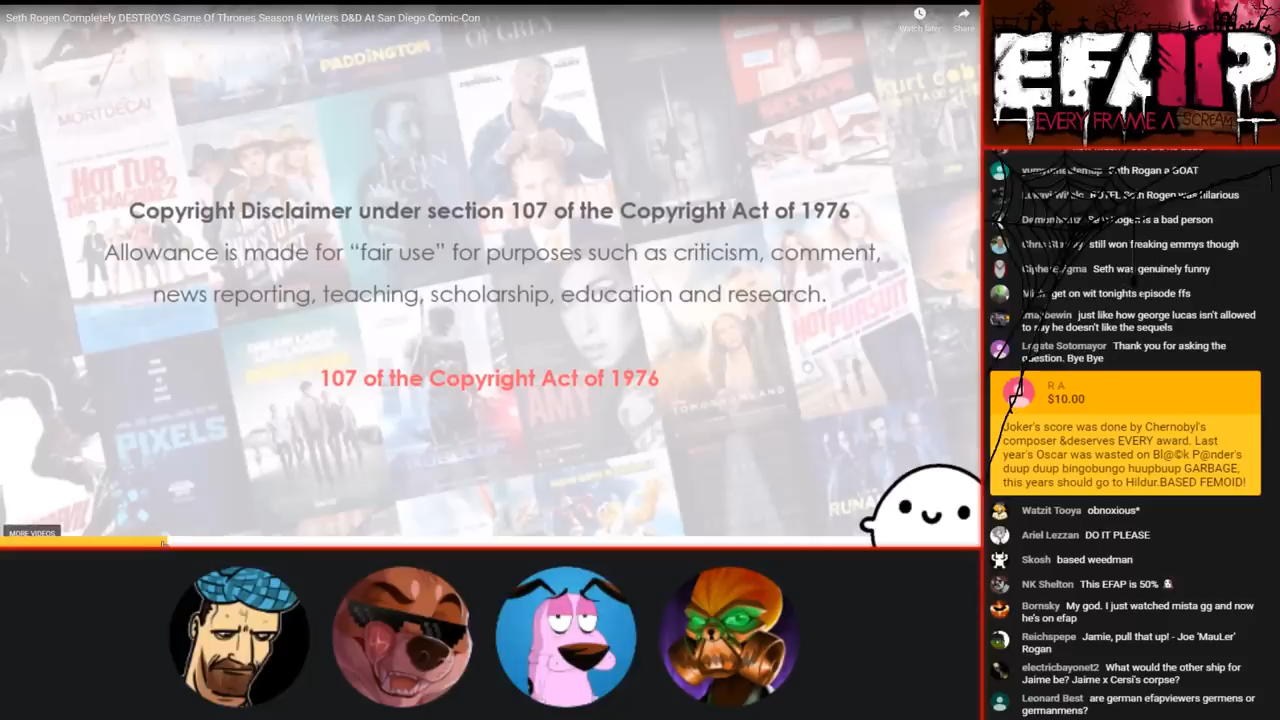 Seth Rogen Completely DESTROYS Game Of Thrones Season 8 Writers D&D At San Diego Comic-Con
Watch later
Share
PADDINGTON
OF GREY
MORTDECAI
HOT TUB
TIME MACHINE 2
kurt cob
Copyright Disclaimer under section 107 of the Copyright Act of 1976
Allowance is made for “fair use” for purposes such as criticism, comment,
news reporting, teaching, scholarship, education and research.
HOT PURSUIT
107 of the Copyright Act of 1976
PIXELS
MORE VIDEOS
EFAP
EVERY FRAME A SCREAM
Seth Rogan a GOAT
ROTFL Seth Rogen was hilarious
Rogen is a bad person
still won freaking emmys though
Seth was genuinely funny
get on wit tonights episode ffs
just like how george lucas isn't allowed
to say he doesn't like the sequels
Legate Sotomayor Thank you for asking the
question. Bye Bye
R A
$10.00
Joker's score was done by Chernobyl's
composer &deserves EVERY award. Last
year's Oscar was wasted on Bl@©k P@nder's
duup duup bingobungo huupbuup GARBAGE,
this years should go to Hildur.BASED FEMOID!
Watzit Tooya obnoxious*
Ariel Lezzan DO IT PLEASE
Skosh based weedman
NK Shelton This EFAP is 50%
Bornsky My god. I just watched mista gg and now
he's on efap
Reichspepe Jamie, pull that up! - Joe 'MauLer'
Rogan
electricbayonet2 What would the other ship for
Jaime be? Jaime x Cersi's corpse?
Leonard Best are german efapviewers germens or
germanmens?